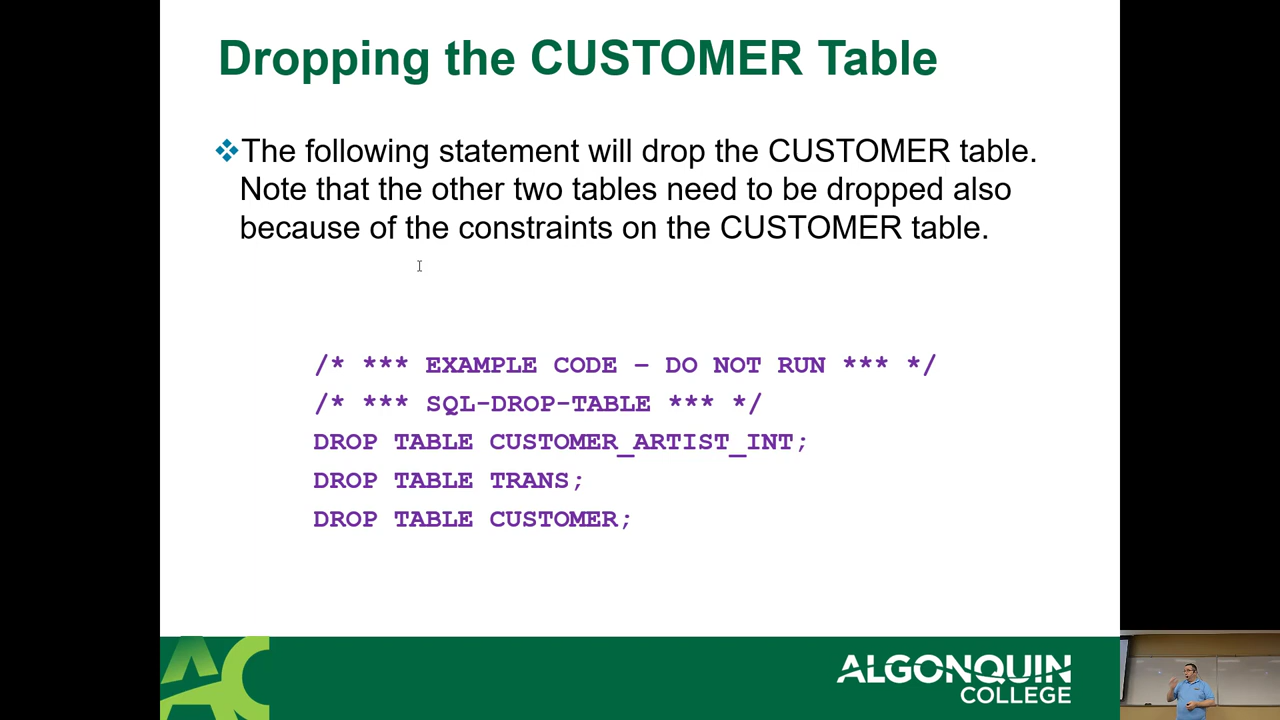 Dropping the CUSTOMER Table
The following statement will drop the CUSTOMER table.
Note that the other two tables need to be dropped also
because of the constraints on the CUSTOMER table.
/* *** EXAMPLE CODE – DO NOT RUN *** */
/* *** SQL-DROP-TABLE *** */
DROP TABLE CUSTOMER_ARTIST_INT;
DROP TABLE TRANS;
DROP TABLE CUSTOMER;
AC
ALGONQUIN
COLLEGE